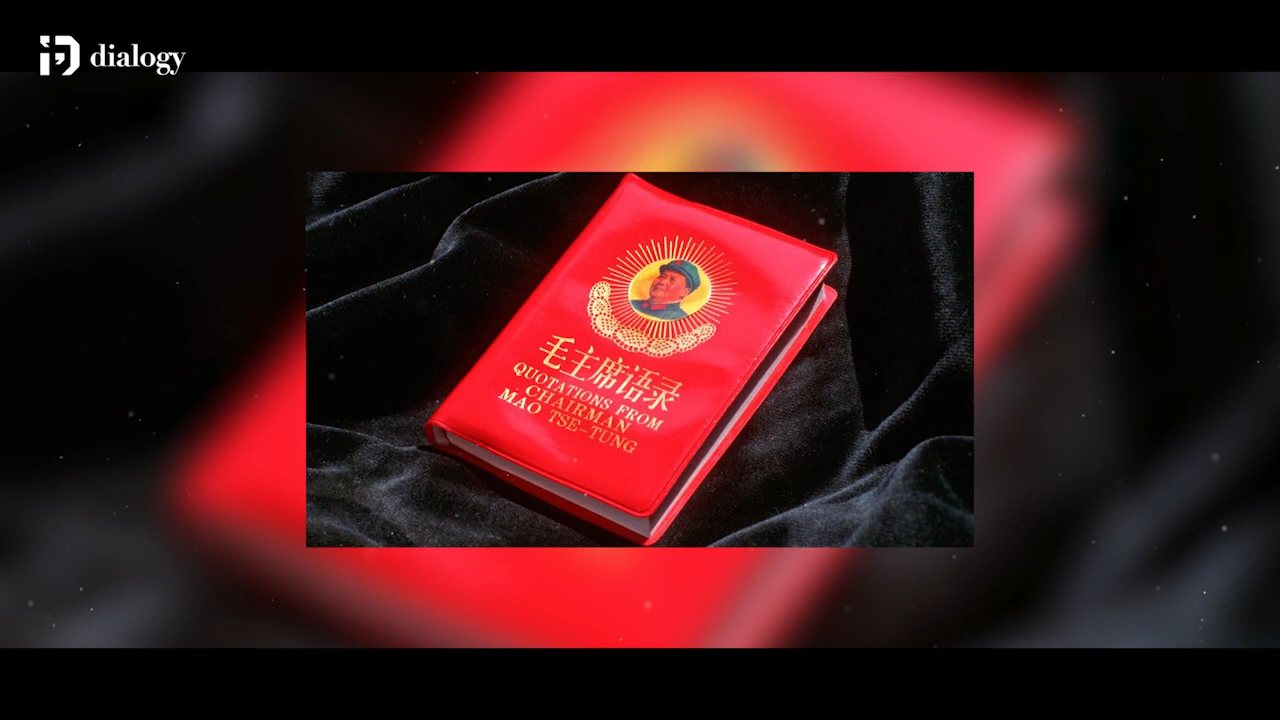 dialogy
毛主席语录
QUOTATIONS FROM
CHAIRMAN
MAO TSE-TUNG